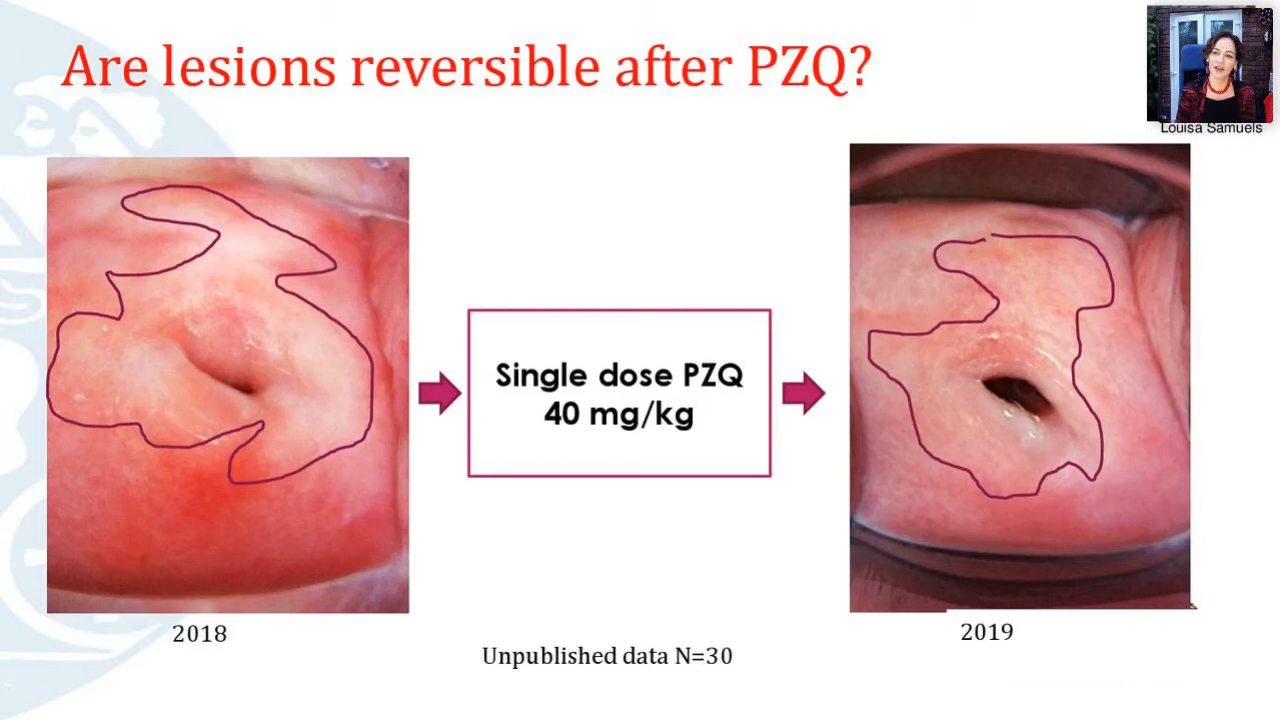 Are lesions reversible after PZQ?
Louisa Samuels
Single dose PZQ
40 mg/kg
2018
2019
Unpublished data N=30